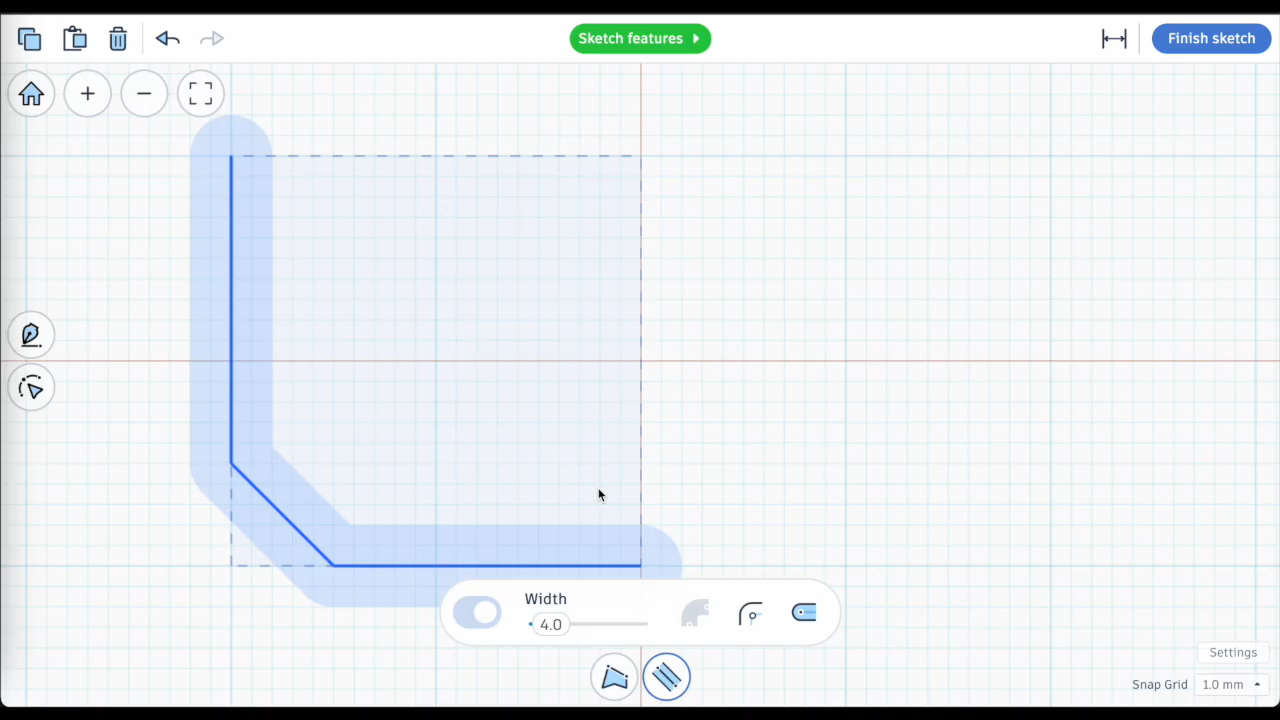 Sketch features
Finish sketch
Width
4.0
Settings
Snap Grid 1.0 mm